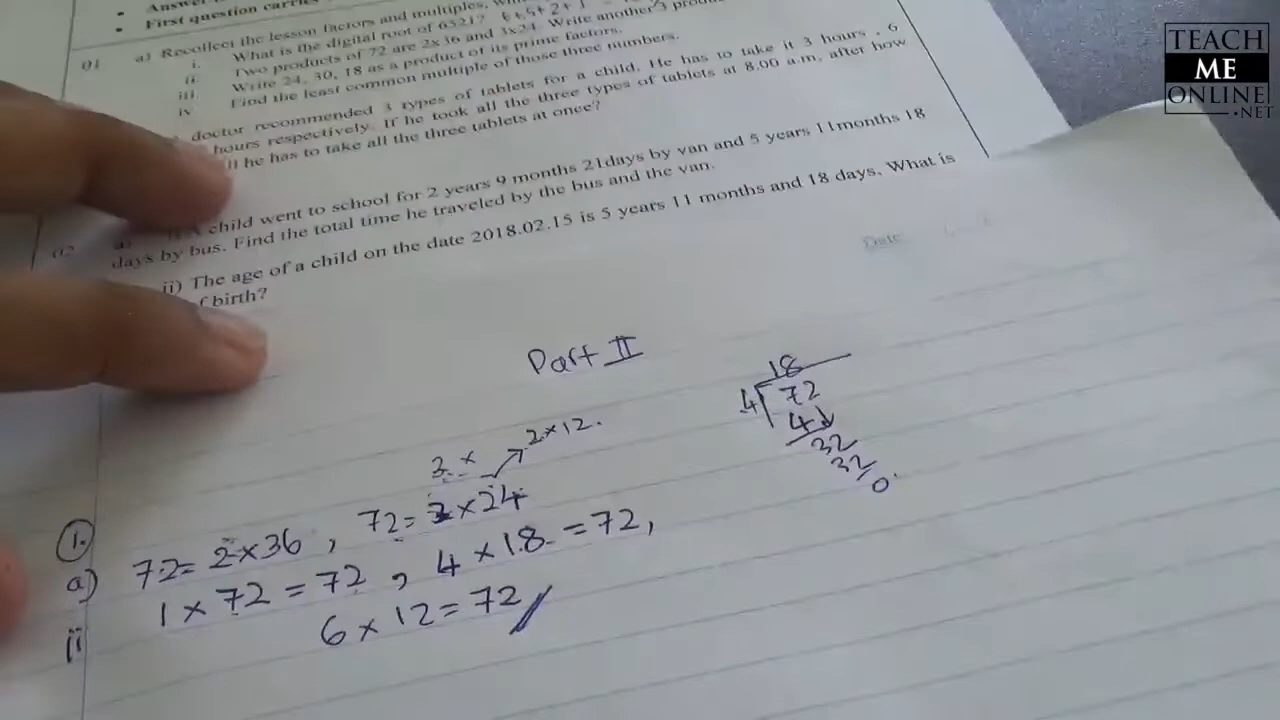 Answer
First question carries
01 a) Recollect the lesson factors and multiples,
i. What is the digital root of 6521? 6+5+2+1
ii. Two products of 72 are 2x36 and 3x24. Write another 3
iii. Write 24, 30, 18 as a product of its prime factors.
iv Find the least common multiple of those three numbers.
doctor recommended 3 types of tablets for a child. He has to take it 3 hours , 6
hours respectively. If he took all the three types of tablets at 8.00 a.m, after how
he has to take all the three tablets at once?
02 child went to school for 2 years 9 months 21days by van and 5 years 11months 18
days by bus. Find the total time he traveled by the bus and the van.
ii) The age of a child on the date 2018.02.15 is 5 years 11 months and 18 days. What is
of birth?
Date
Part II
18
4 72
4
32
32
0
3 × 2×12.
1.
a) 72= 2×36 , 72= 3×24
1 × 72 = 72 , 4 × 18 = 72,
ii 6 × 12 = 72
TEACH
ME
ONLINE
.NET